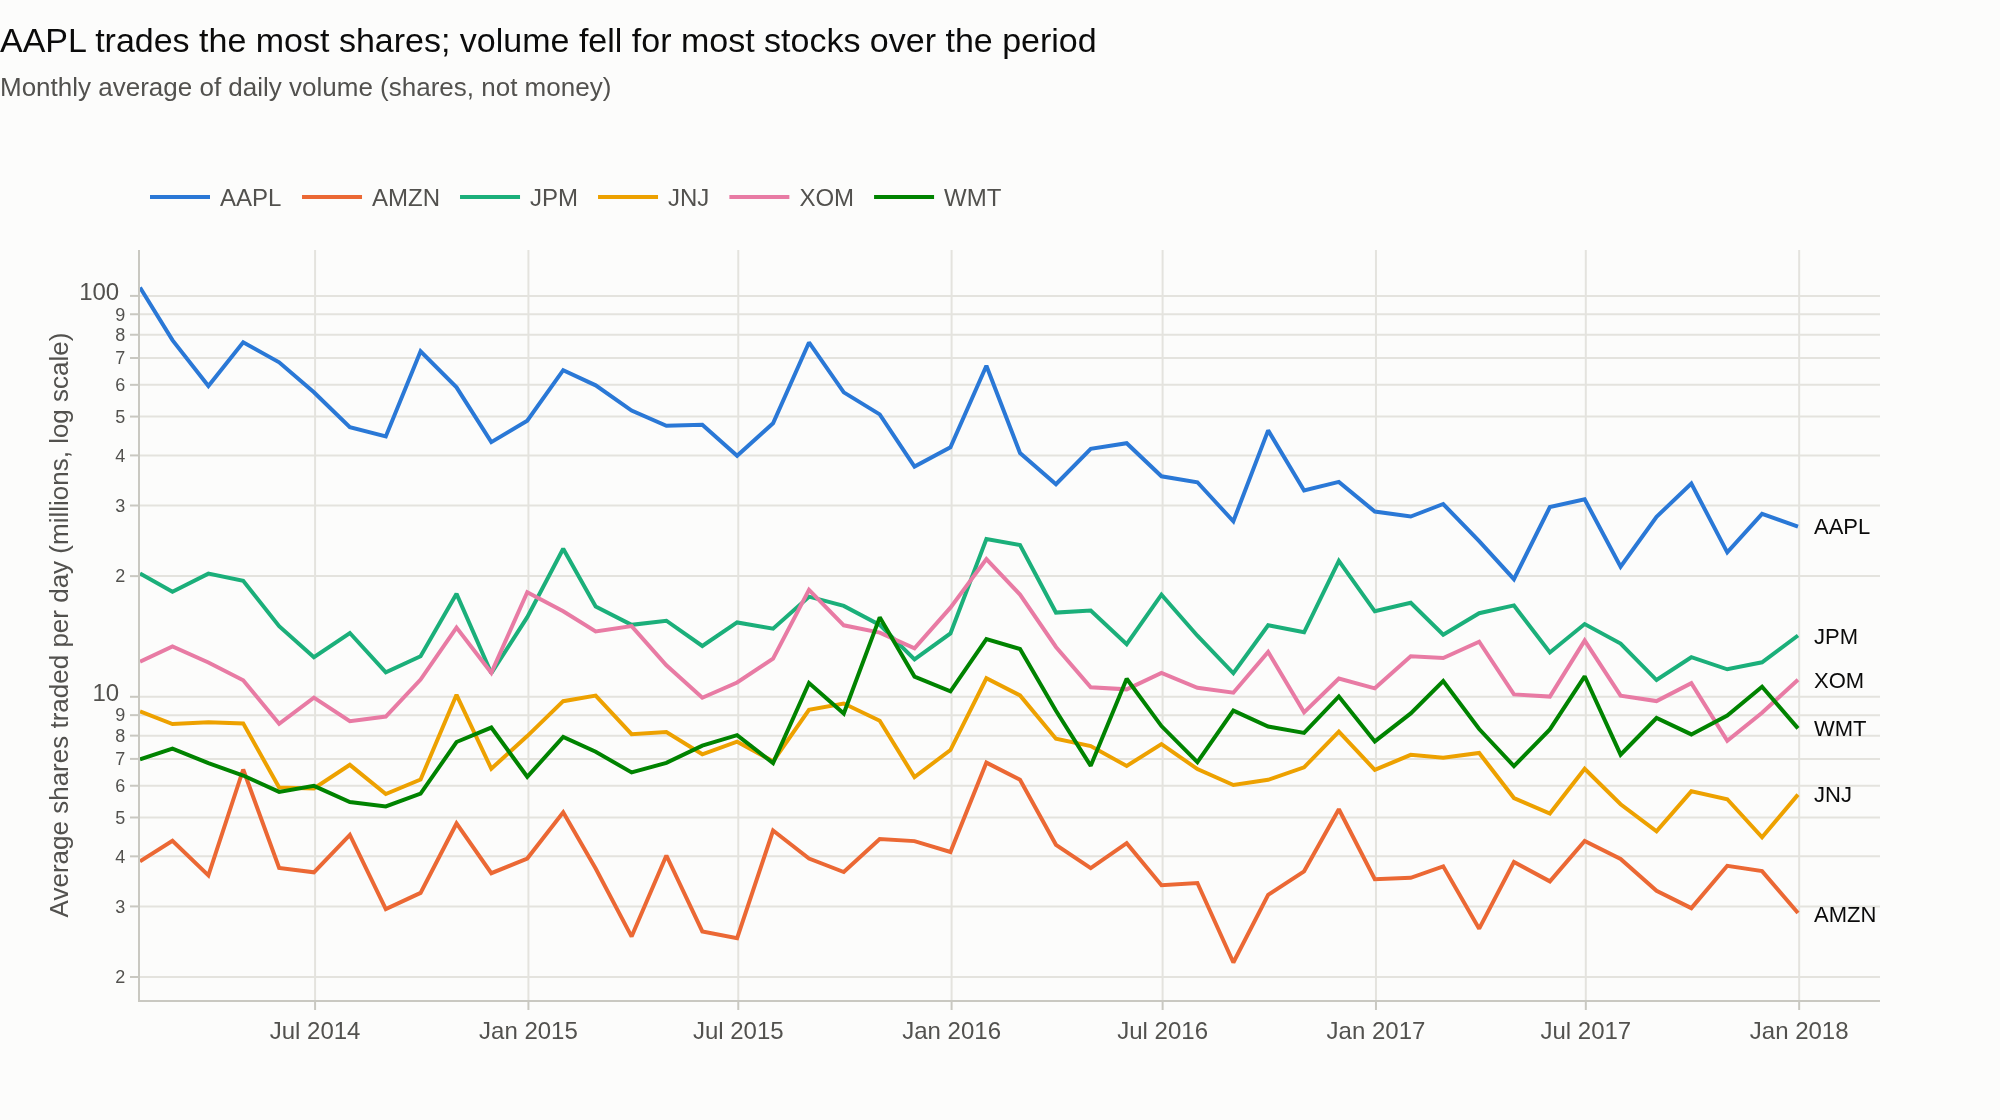 AAPL trades the most shares; volume fell for most stocks over the period
Monthly average of daily volume (shares, not money)
AAPL AMZN JPM JNJ XOM WMT
Average shares traded per day (millions, log scale)
100
9
8
7
6
5
4
3
2
10
9
8
7
6
5
4
3
2
AAPL
JPM
XOM
WMT
JNJ
AMZN
Jul 2014 Jan 2015 Jul 2015 Jan 2016 Jul 2016 Jan 2017 Jul 2017 Jan 2018